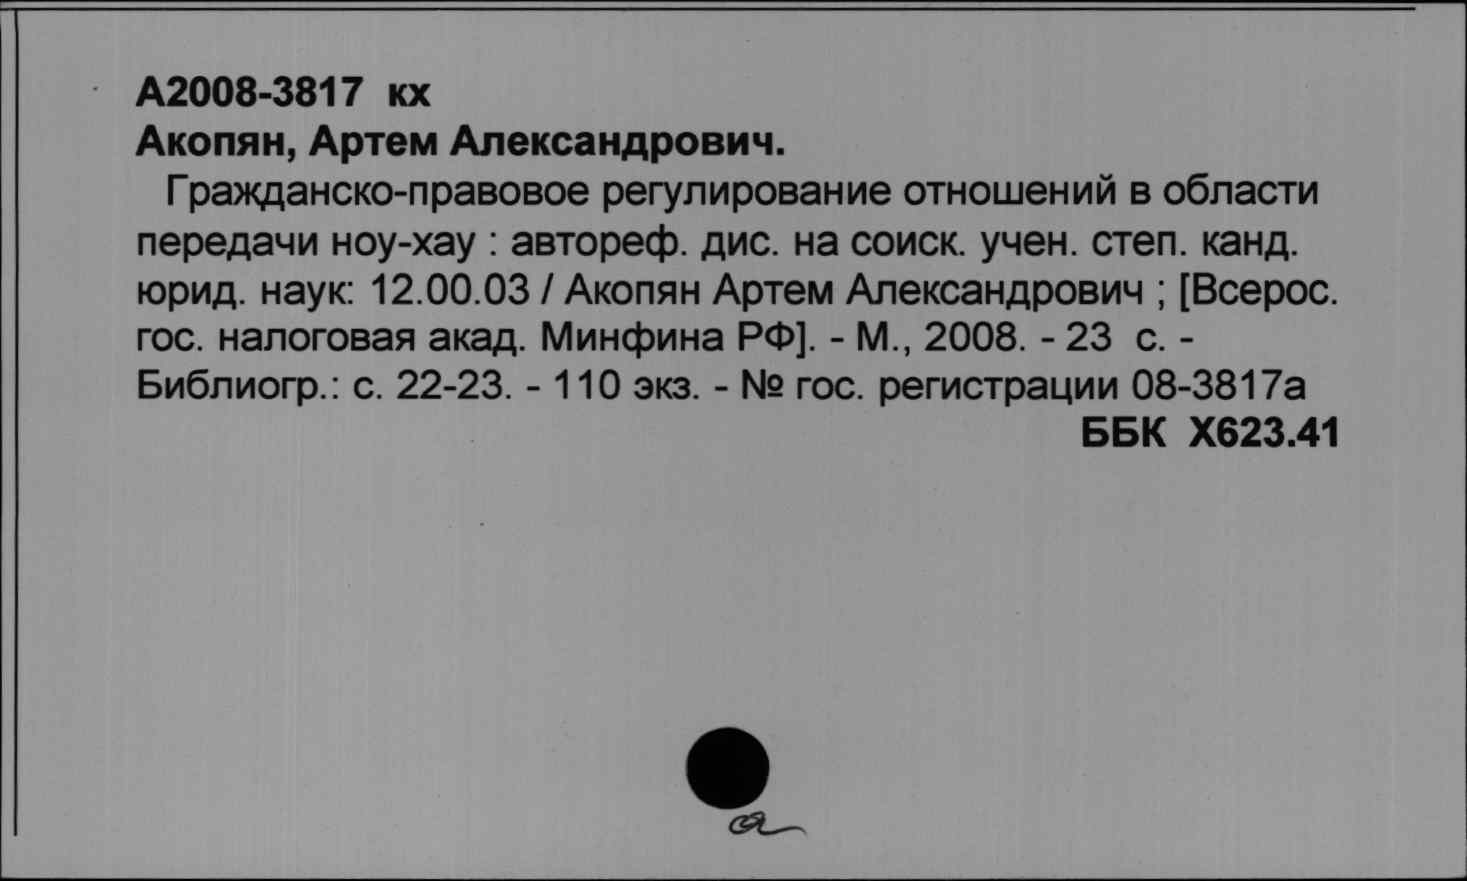 А2008-3817 кх
Акопян, Артем Александрович.
Гражданско-правовое регулирование отношений в области
передачи ноу-хау : автореф. дис. на соиск. учен. степ. канд.
юрид. наук: 12.00.03 / Акопян Артем Александрович ; [Всерос.
гос. налоговая акад. Минфина РФ]. - М., 2008. - 23 с. -
Библиогр.: с. 22-23. - 110 экз. - № гос. регистрации 08-3817а
ББК Х623.41